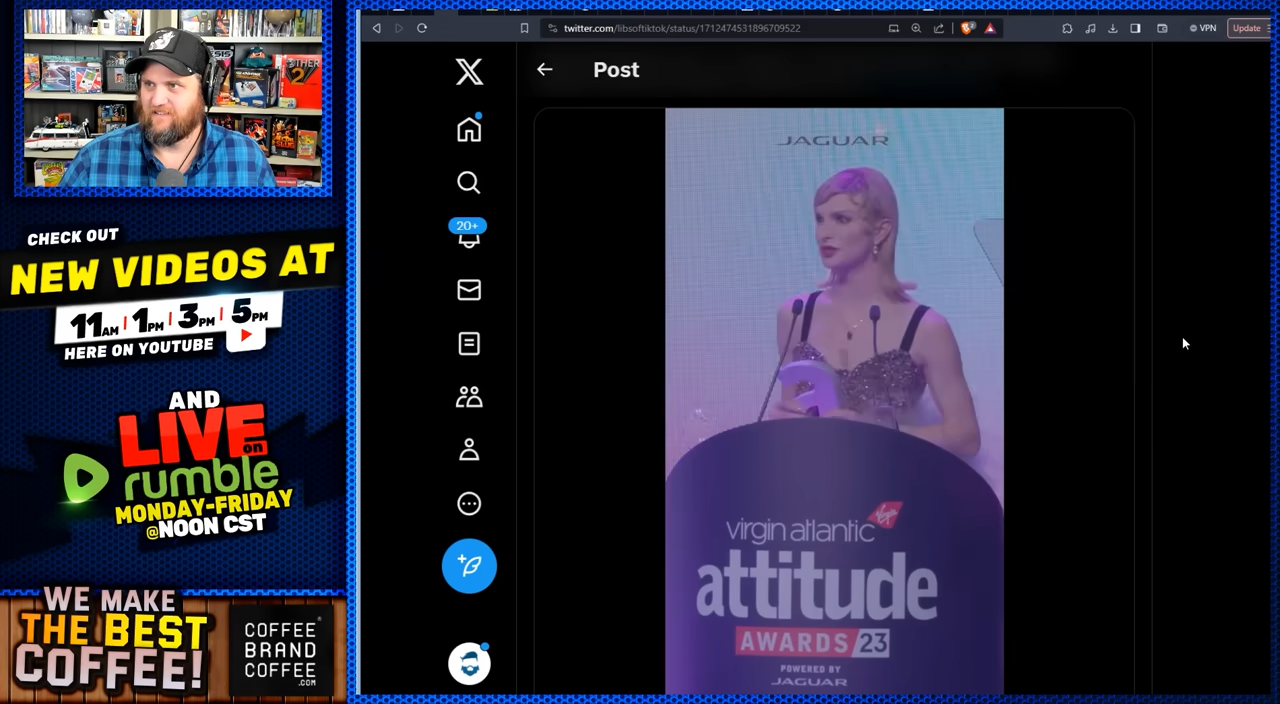 twitter.com/libsoftiktok/status/1712474531896709522
VPN
Update
Post
20+
JAGUAR
virgin atlantic
attitude
AWARDS 23
POWERED BY
JAGUAR
CHECK OUT
NEW VIDEOS AT
11AM | 1PM | 3PM | 5PM
HERE ON YOUTUBE
AND
LIVE on
rumble
MONDAY-FRIDAY
@NOON CST
WE MAKE
THE BEST
COFFEE!
COFFEE
BRAND
COFFEE
.COM